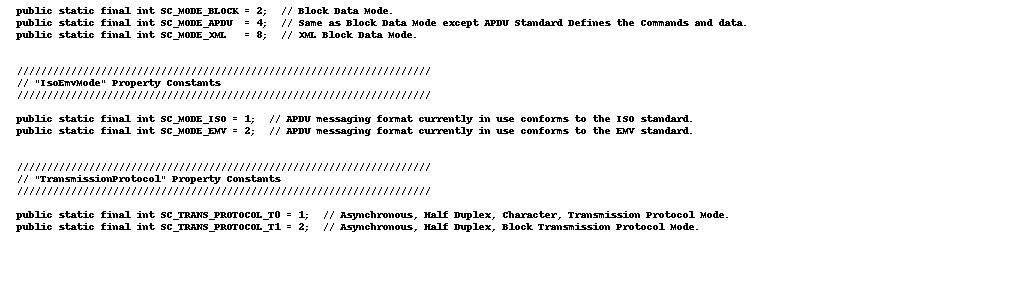 public static final int SC_MODE_BLOCK = 2;  // Block Data Mode.
public static final int SC_MODE_APDU  = 4;  // Same as Block Data Mode except APDU Standard Defines the Commands and data.
public static final int SC_MODE_XML   = 8;  // XML Block Data Mode.
/////////////////////////////////////////////////////////////////////
// "IsoEmvMode" Property Constants
/////////////////////////////////////////////////////////////////////
public static final int SC_MODE_ISO = 1;  // APDU messaging format currently in use conforms to the ISO standard.
public static final int SC_MODE_EMV = 2;  // APDU messaging format currently in use conforms to the EMV standard.
/////////////////////////////////////////////////////////////////////
// "TransmissionProtocol" Property Constants
/////////////////////////////////////////////////////////////////////
public static final int SC_TRANS_PROTOCOL_T0 = 1;  // Asynchronous, Half Duplex, Character, Transmission Protocol Mode.
public static final int SC_TRANS_PROTOCOL_T1 = 2;  // Asynchronous, Half Duplex, Block Transmission Protocol Mode.